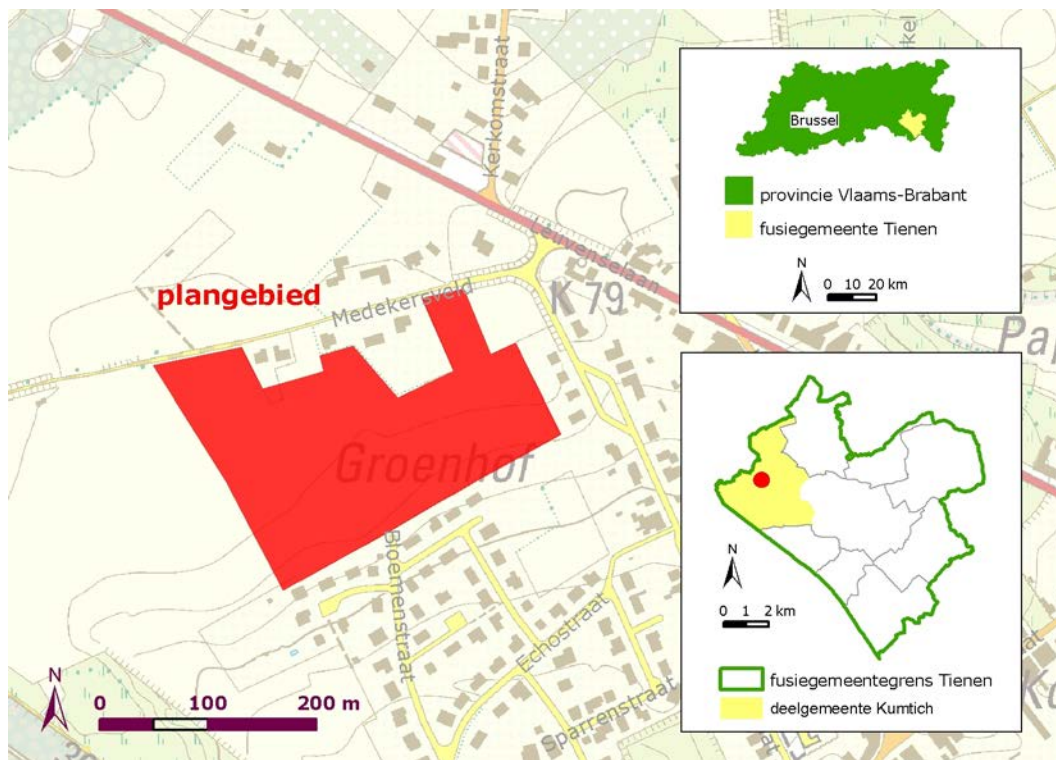 Kerkomstraat
Leuvenselaan
plangebied
Medekersveld
K 79
Groenhof
Bloemenstraat
Echostraat
Sparrenstraat
N
0 100 200 m
Brussel
provincie Vlaams-Brabant
fusiegemeente Tienen
N
0 10 20 km
N
0 1 2 km
fusiegemeentegrens Tienen
deelgemeente Kumtich